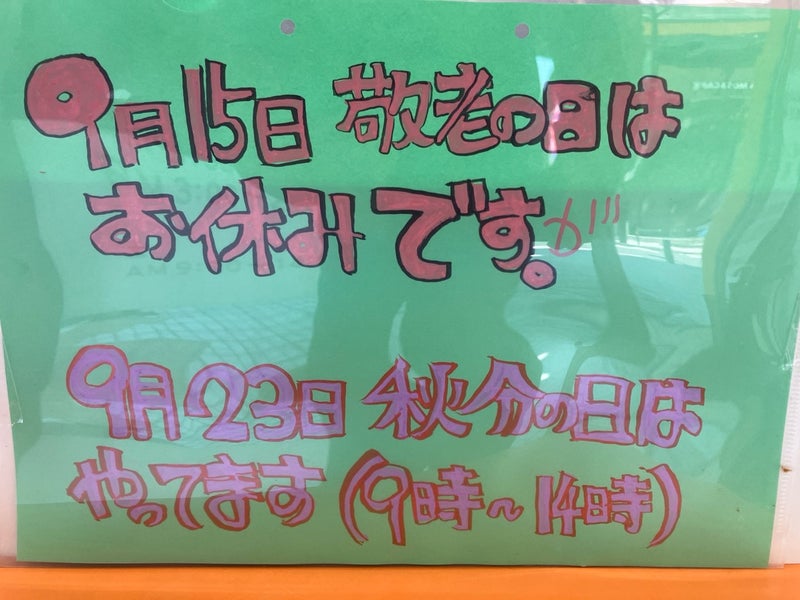 9月15日 敬老の日は
お休みです。が!!!
9月23日 秋分の日は
やってます (9時〜14時)